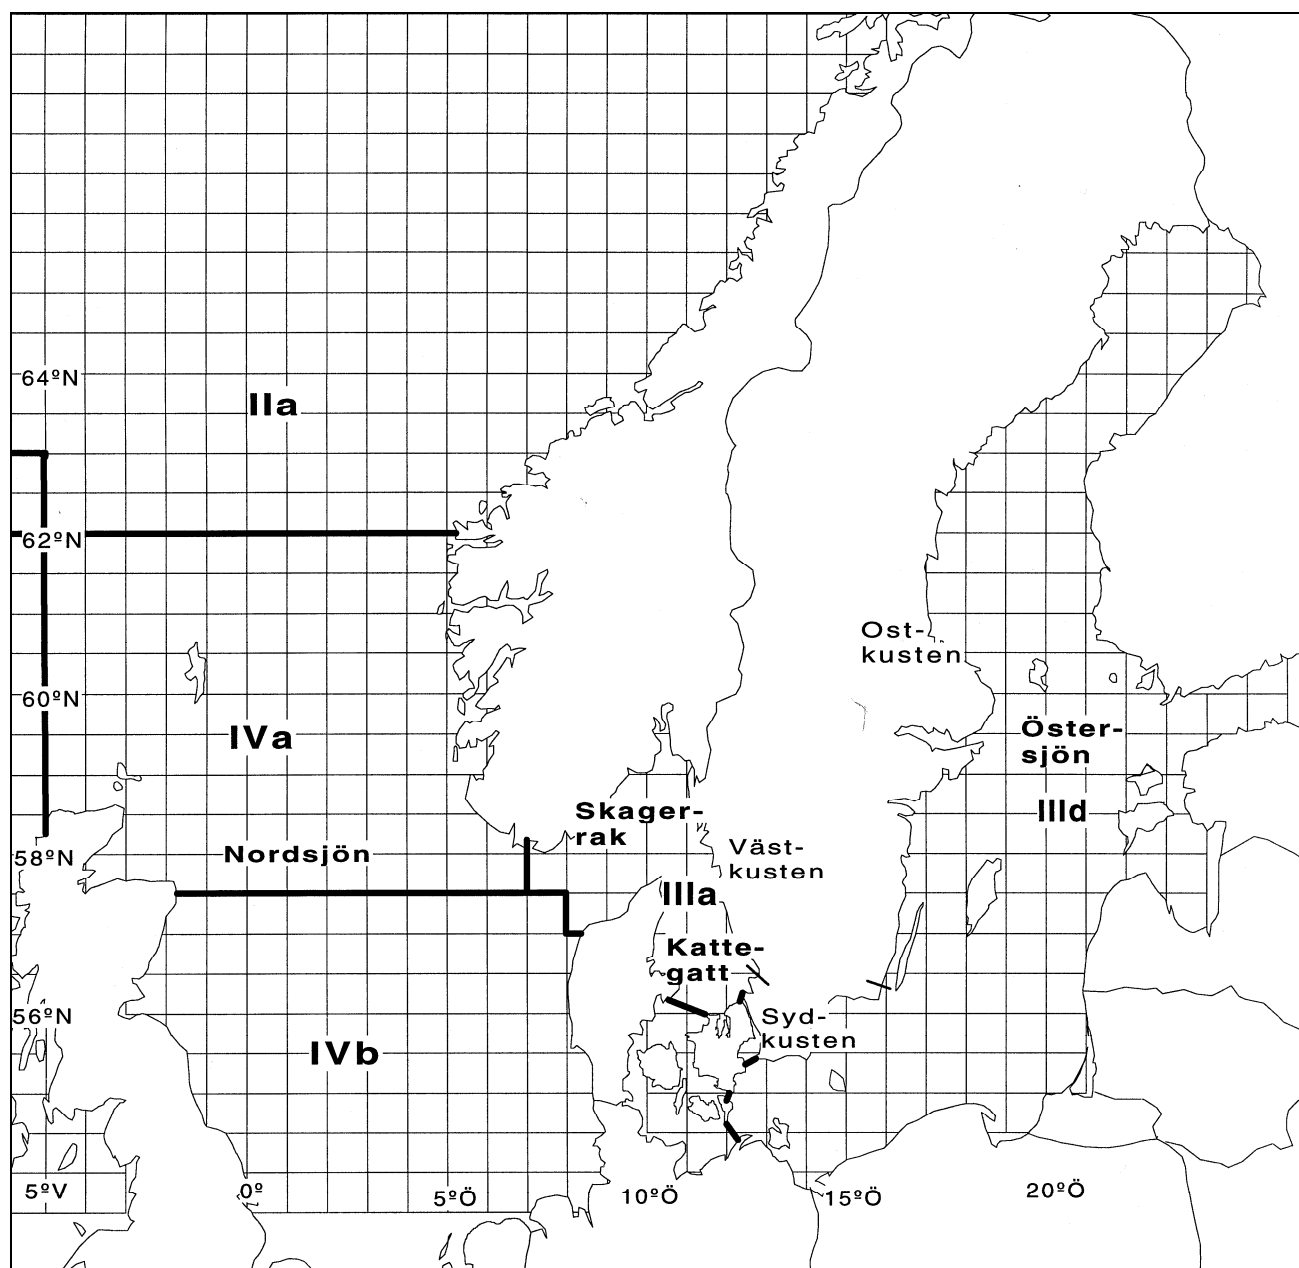 64ºN
IIa
62ºN
Ost-
kusten
60ºN
IVa
Öster-
sjön
Skager-
rak
IIId
58ºN
Nordsjön
Väst-
kusten
IIIa
Katte-
gatt
56ºN
Syd-
kusten
IVb
5ºV
0º
5ºÖ
10ºÖ
15ºÖ
20ºÖ